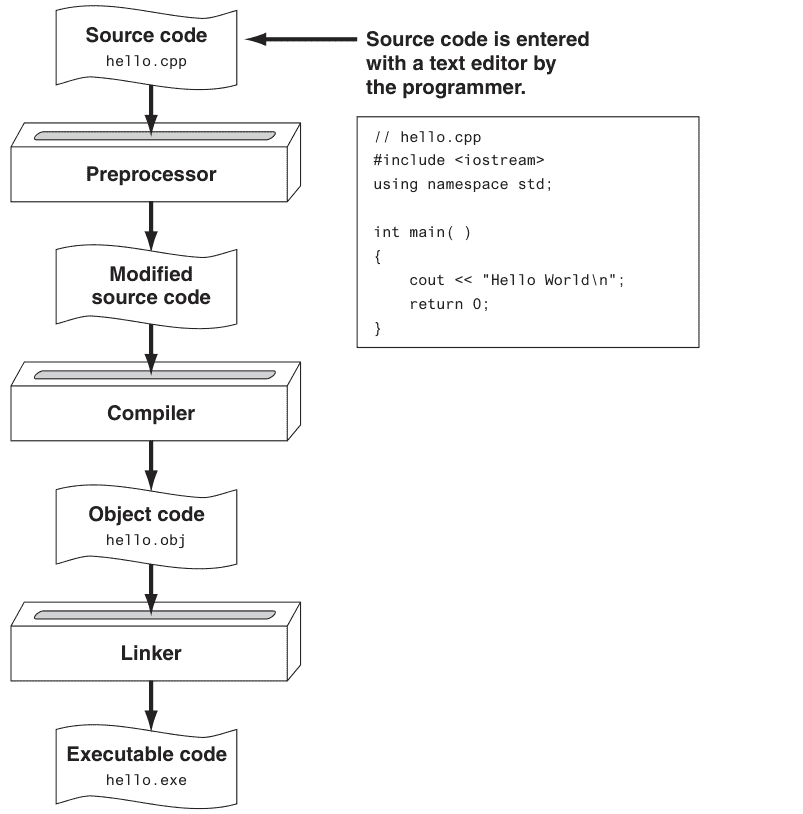 Source code
hello.cpp
Source code is entered
with a text editor by
the programmer.
// hello.cpp
#include <iostream>
using namespace std;
int main( )
{
    cout << "Hello World\n";
    return 0;
}
Preprocessor
Modified
source code
Compiler
Object code
hello.obj
Linker
Executable code
hello.exe